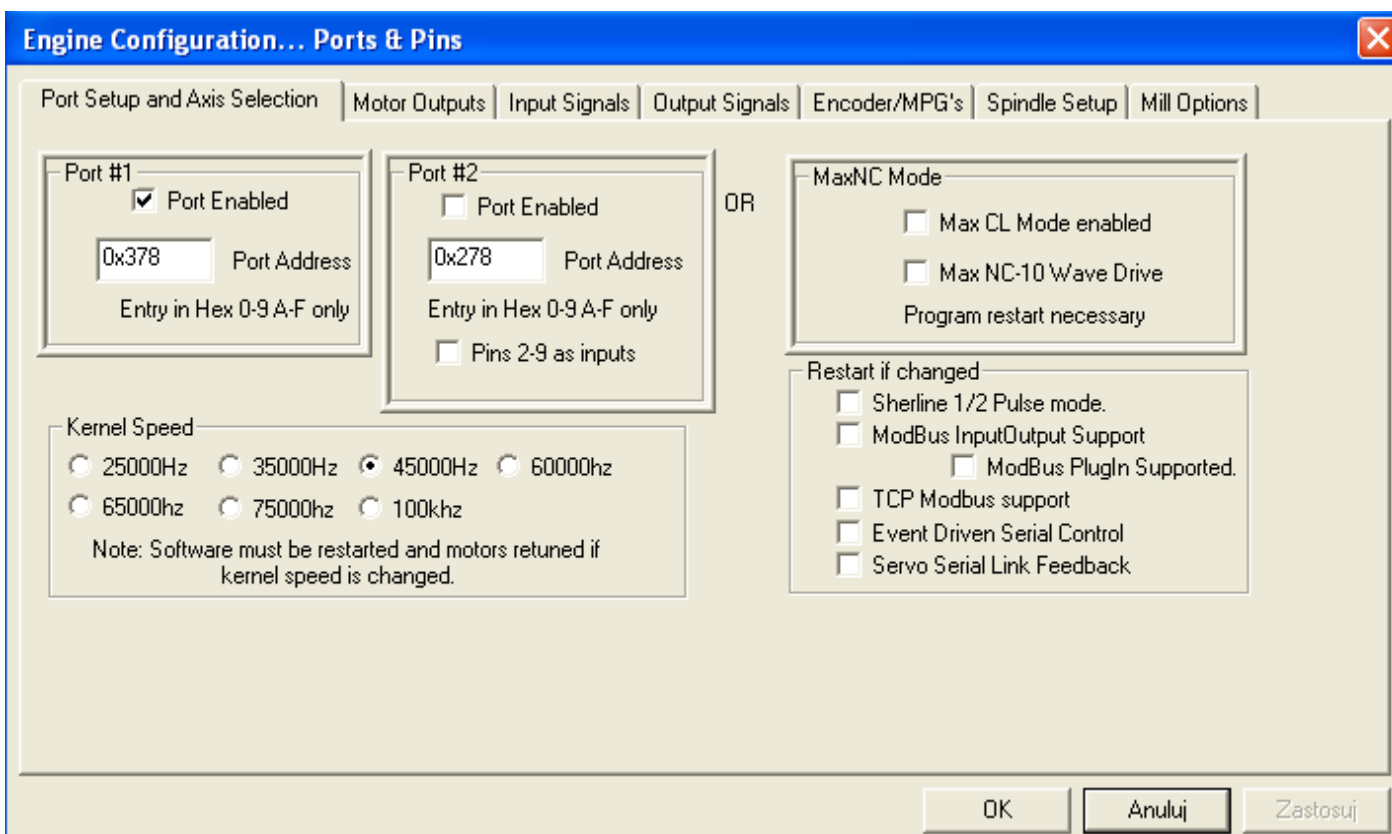 Engine Configuration... Ports & Pins
Port Setup and Axis Selection Motor Outputs Input Signals Output Signals Encoder/MPG's Spindle Setup Mill Options
Port #1
Port Enabled
0x378 Port Address
Entry in Hex 0-9 A-F only
Port #2
Port Enabled
0x278 Port Address
Entry in Hex 0-9 A-F only
Pins 2-9 as inputs
OR
MaxNC Mode
Max CL Mode enabled
Max NC-10 Wave Drive
Program restart necessary
Restart if changed
Sherline 1/2 Pulse mode.
ModBus InputOutput Support
ModBus PlugIn Supported.
TCP Modbus support
Event Driven Serial Control
Servo Serial Link Feedback
Kernel Speed
25000Hz 35000Hz 45000Hz 60000hz
65000hz 75000hz 100khz
Note: Software must be restarted and motors retuned if
kernel speed is changed.
OK Anuluj Zastosuj